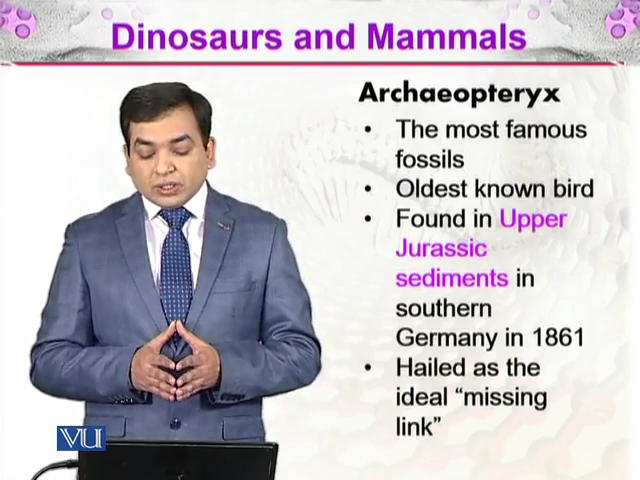 Dinosaurs and Mammals
Archaeopteryx
• The most famous
fossils
• Oldest known bird
• Found in Upper
Jurassic
sediments in
southern
Germany in 1861
• Hailed as the
ideal “missing
link”
VU